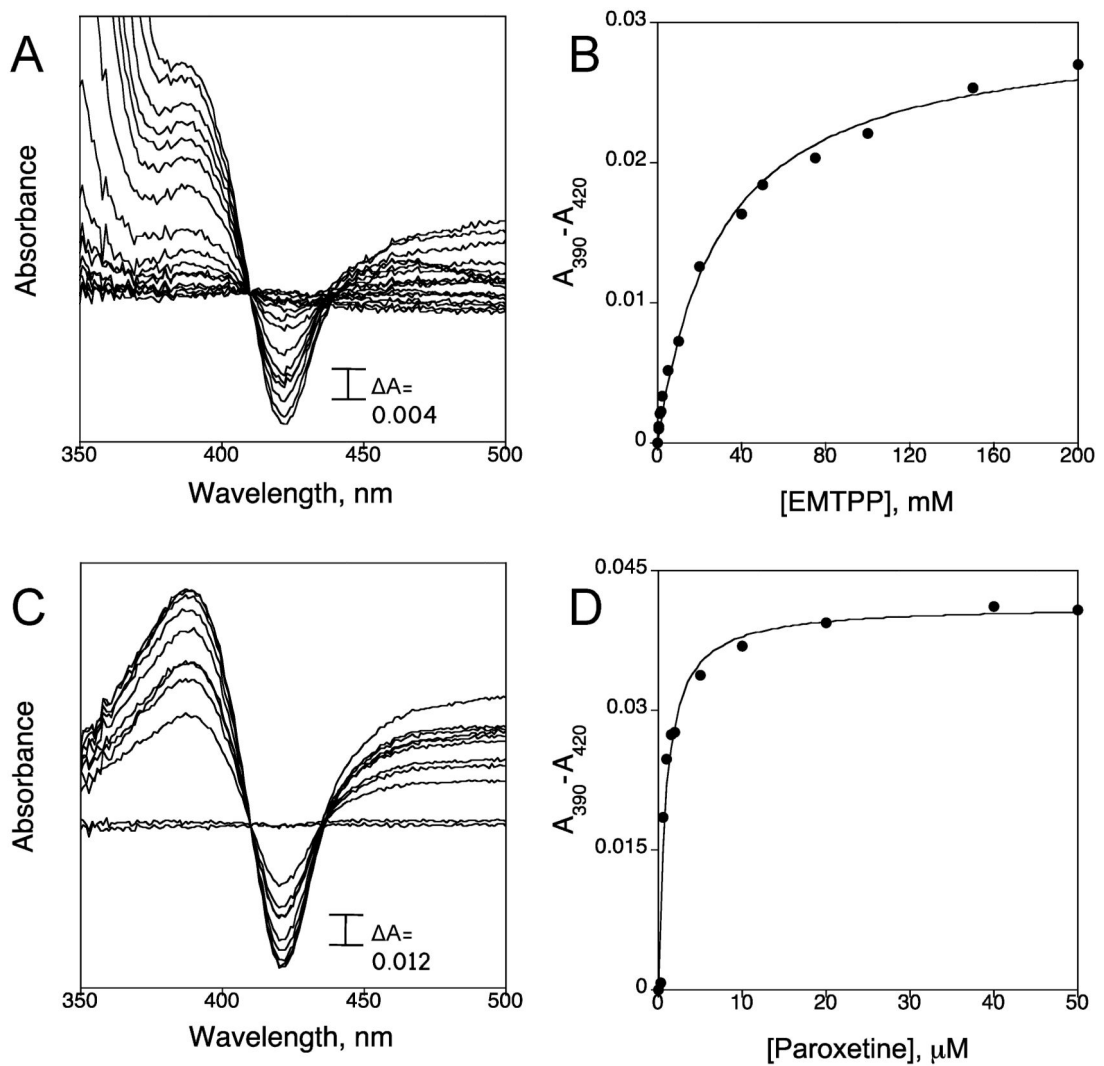 A
Absorbance
ΔA=
0.004
350
400
450
500
Wavelength, nm
B
A390-A420
0.03
0.02
0.01
0
0
40
80
120
160
200
[EMTPP], mM
C
Absorbance
ΔA=
0.012
350
400
450
500
Wavelength, nm
D
A390-A420
0.045
0.03
0.015
0
0
10
20
30
40
50
[Paroxetine], μM